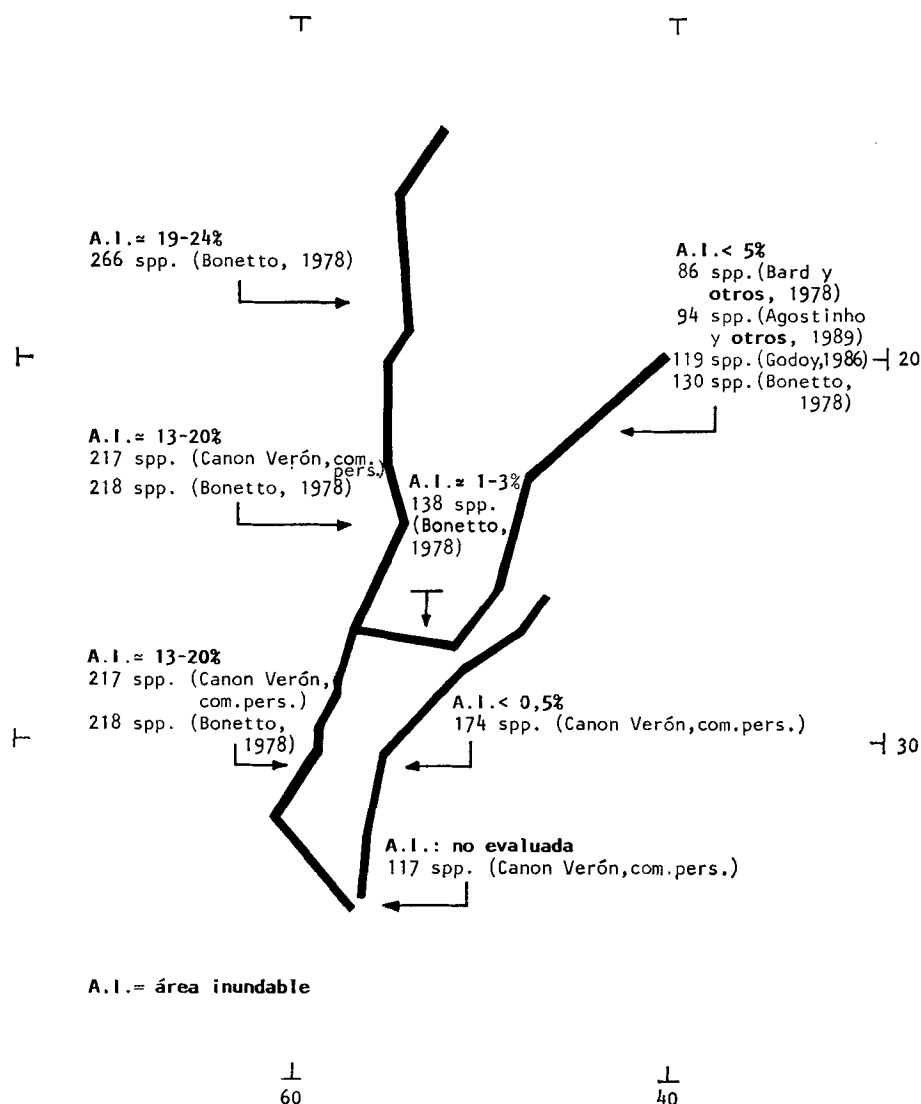 A.I.≃ 19-24%
266 spp. (Bonetto, 1978)
A.I.< 5%
86 spp.(Bard y
otros, 1978)
94 spp.(Agostinho
y otros, 1989)
119 spp.(Godoy,1986)
130 spp.(Bonetto,
1978)
20
A.I.≃ 13-20%
217 spp. (Canon Verón,com.
pers.)
218 spp. (Bonetto, 1978)
A.I.≃ 1-3%
138 spp.
(Bonetto,
1978)
A.I.≃ 13-20%
217 spp. (Canon Verón,
com.pers.)
218 spp. (Bonetto,
1978)
A.I.< 0,5%
174 spp. (Canon Verón,com.pers.)
30
A.I.: no evaluada
117 spp. (Canon Verón,com.pers.)
A.I.= área inundable
60
40